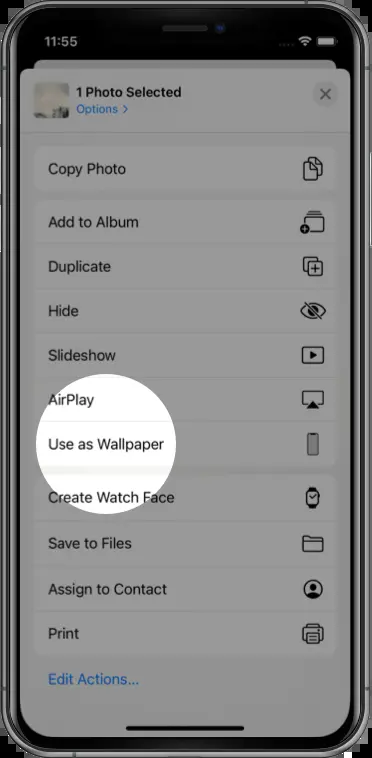 11:55
1 Photo Selected
Options >
Copy Photo
Add to Album
Duplicate
Hide
Slideshow
AirPlay
Use as Wallpaper
Create Watch Face
Save to Files
Assign to Contact
Print
Edit Actions...